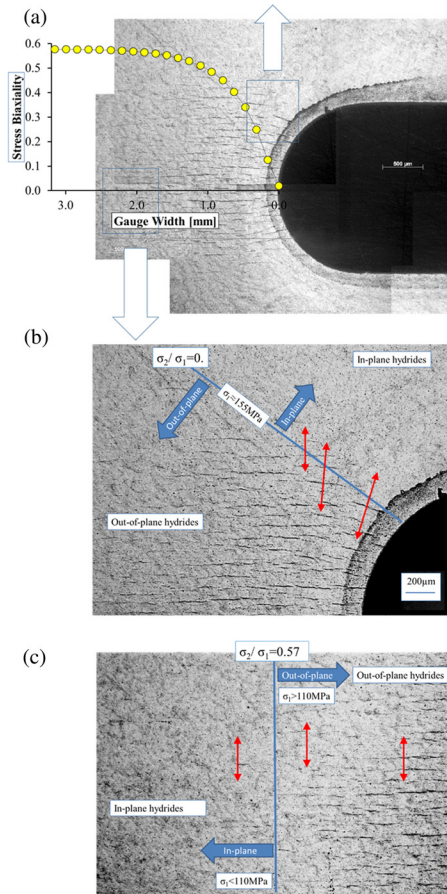 (a)
0.6
0.5
0.4
0.3
0.2
0.1
0.0
Stress Biaxiality
3.0
2.0
1.0
0.0
Gauge Width [mm]
500 µm
(b)
σ2/ σ1=0.
In-plane hydrides
Out-of-plane
σ1=155MPa
In-plane
Out-of-plane hydrides
200µm
(c)
σ2/ σ1=0.57
Out-of-plane
Out-of-plane hydrides
σ1>110MPa
In-plane hydrides
In-plane
σ1<110MPa